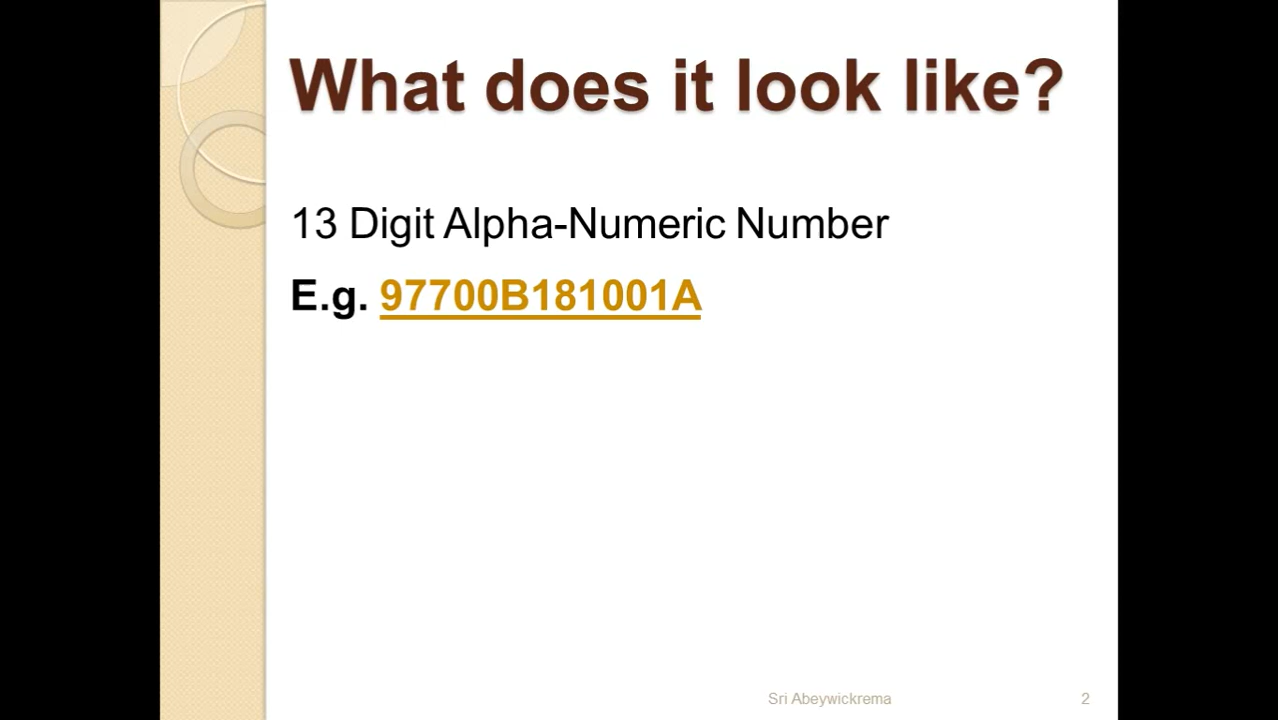 What does it look like?
13 Digit Alpha-Numeric Number
E.g. 97700B181001A
Sri Abeywickrema
2